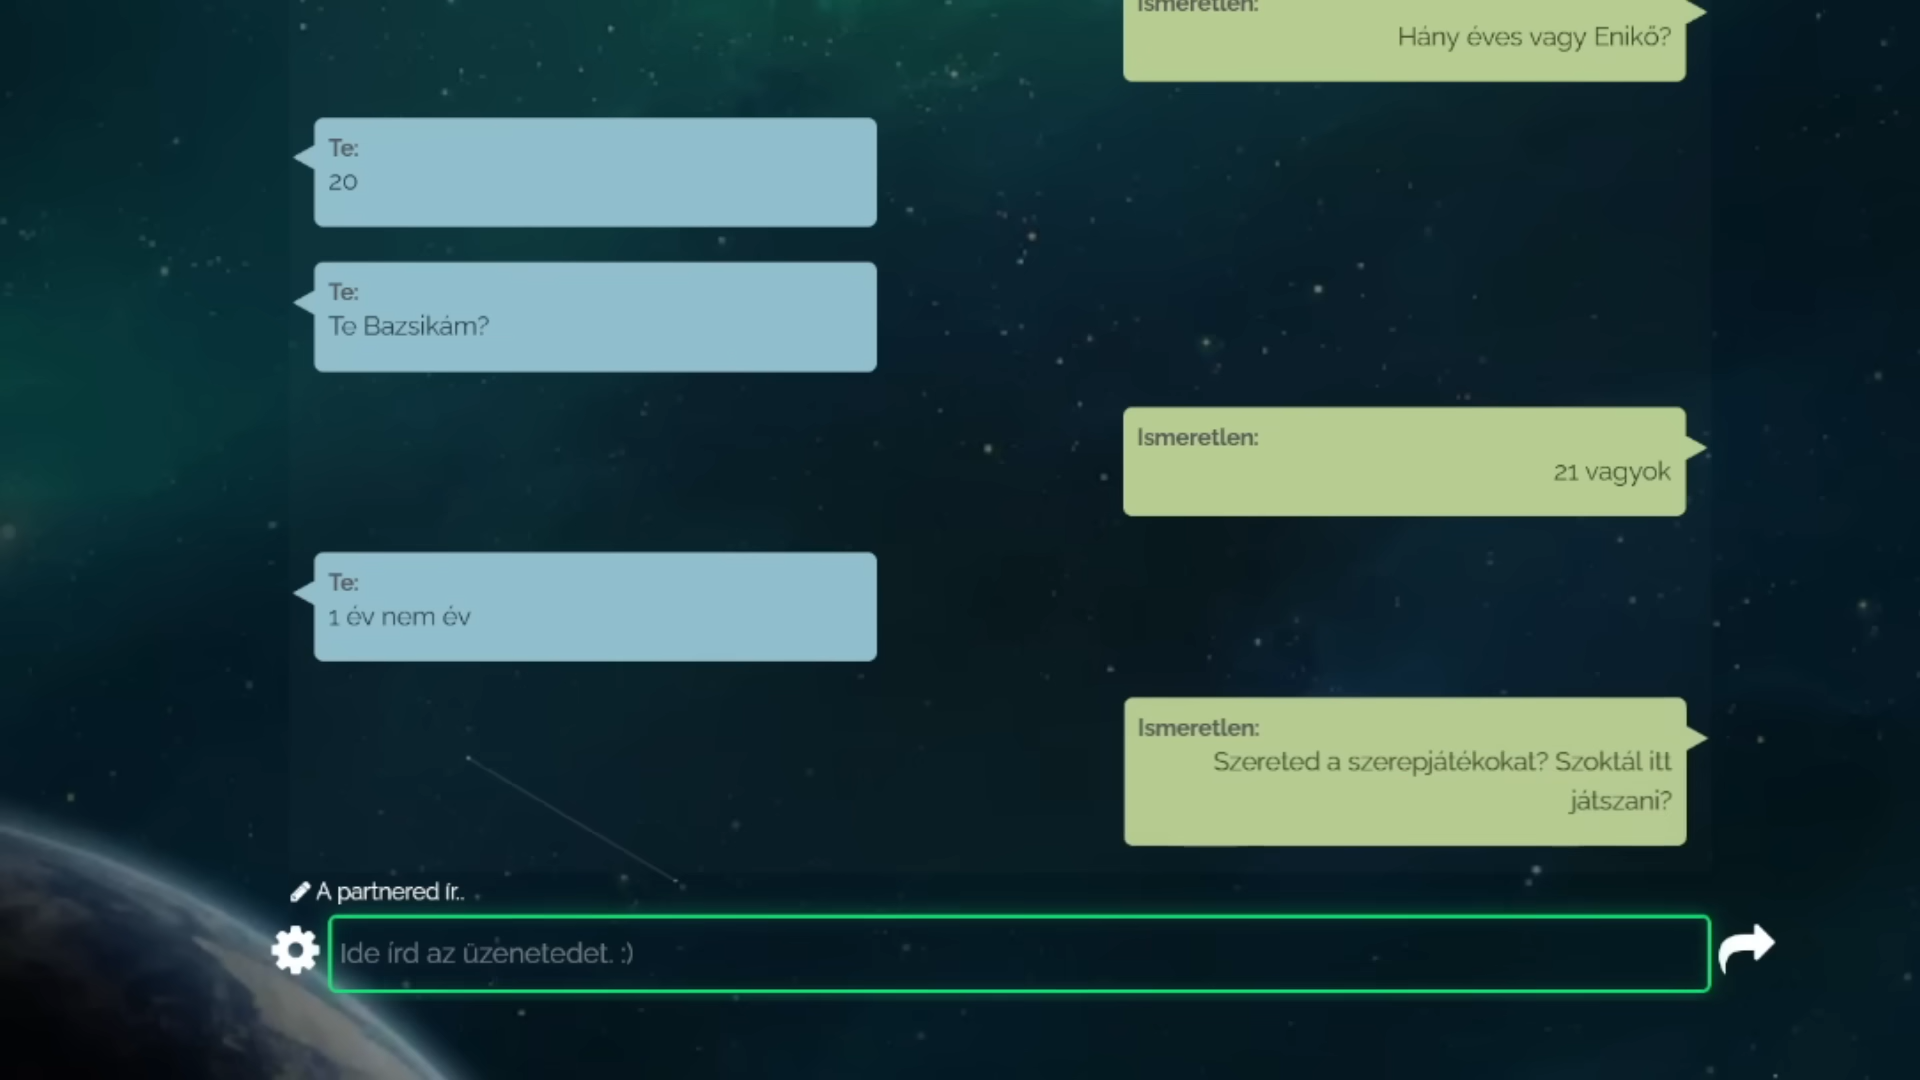 Ismeretlen:
Hány éves vagy Enikő?
Te:
20
Te:
Te Bazsikám?
Ismeretlen:
21 vagyok
Te:
1 év nem év
Ismeretlen:
Szereted a szerepjátékokat? Szoktál itt
játszani?
A partnered ír..
Ide írd az üzenetedet. :)